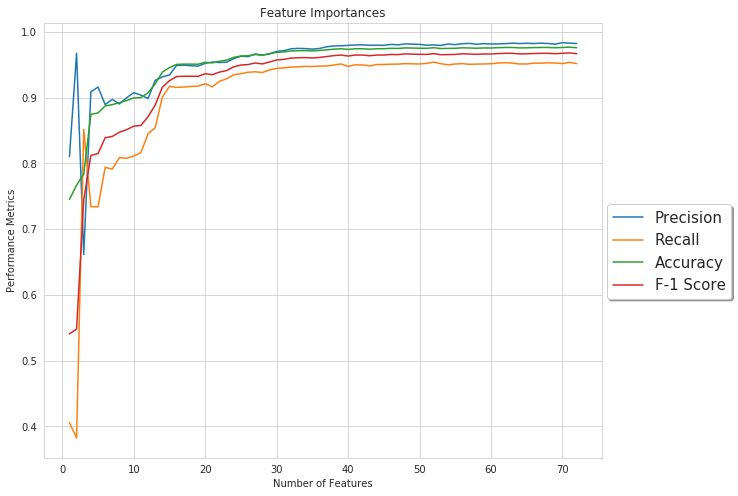 Feature Importances
Performance Metrics
1.0
0.9
0.8
0.7
0.6
0.5
0.4
0
10
20
30
40
50
60
70
Number of Features
Precision
Recall
Accuracy
F-1 Score